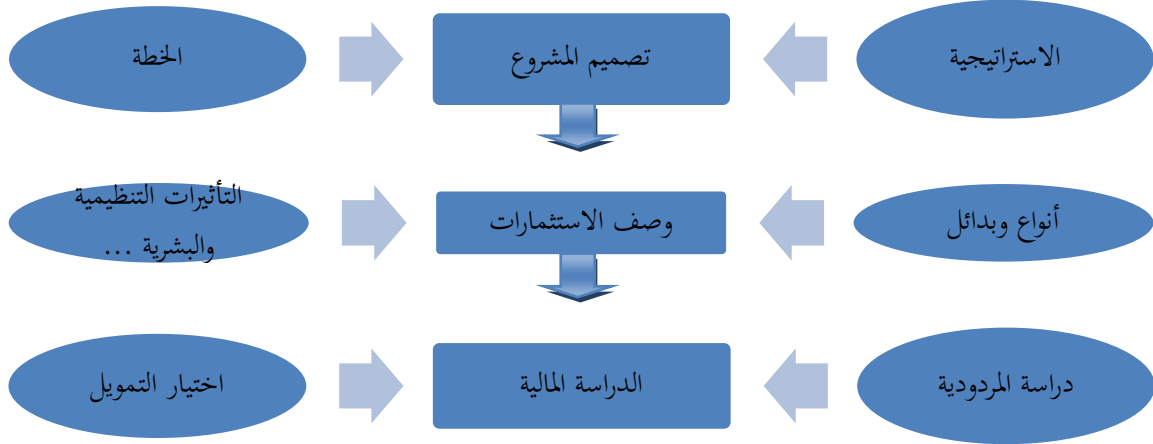 الاستراتيجية
تصميم المشروع
الخطة
أنواع وبدائل
وصف الاستثمارات
التأثيرات التنظيمية
والبشرية ...
دراسة المردودية
الدراسة المالية
اختيار التمويل